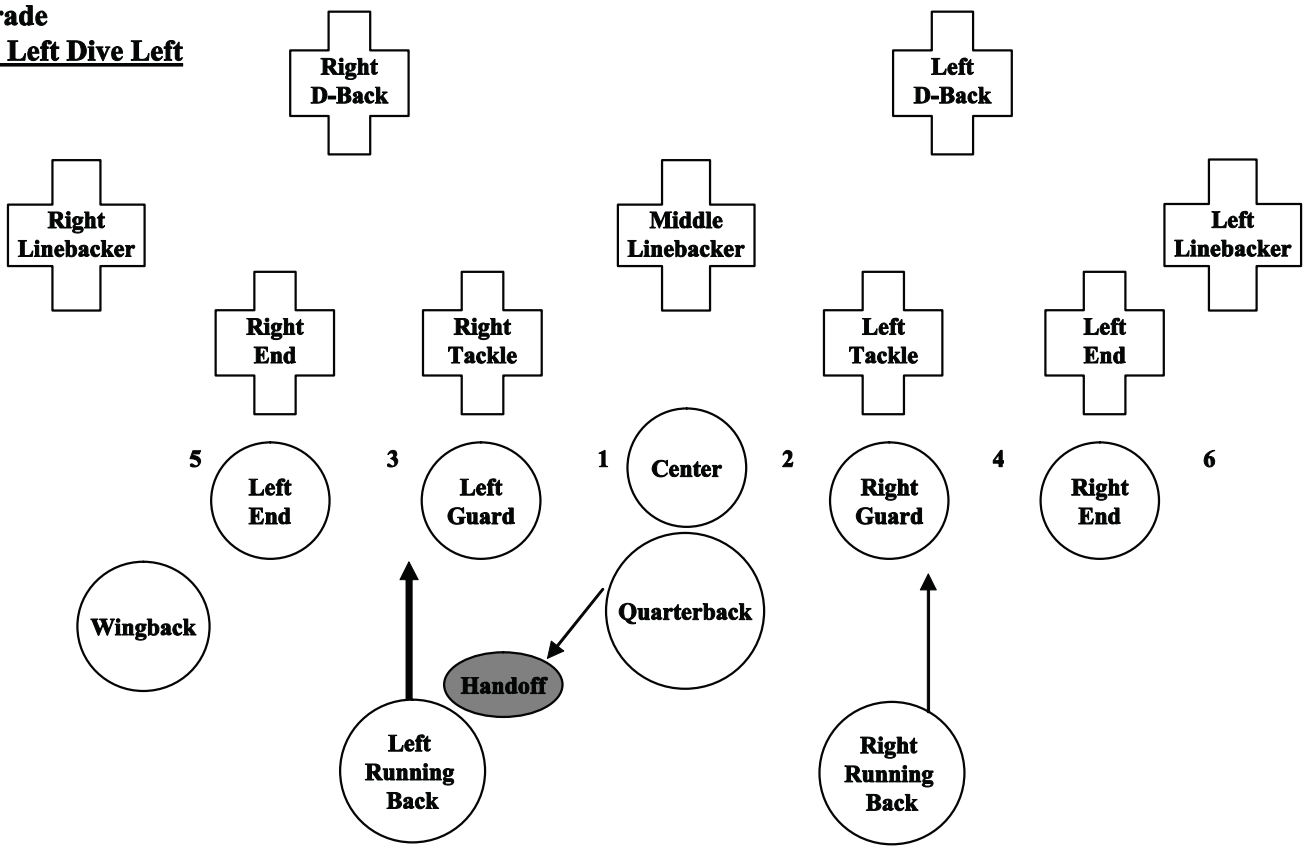 Left Dive Left
Right
D-Back
Left
D-Back
Right
Linebacker
Middle
Linebacker
Left
Linebacker
Right
End
Right
Tackle
Left
Tackle
Left
End
5
3
1
Center
2
4
6
Left
End
Left
Guard
Right
Guard
Right
End
Wingback
Quarterback
Handoff
Left
Running
Back
Right
Running
Back